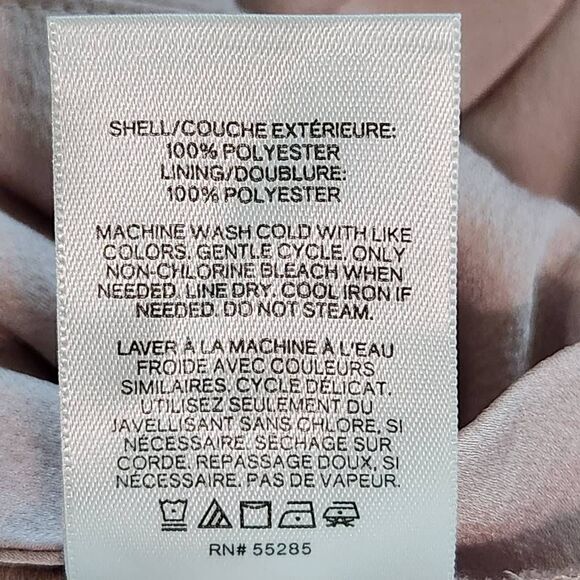 SHELL/COUCHE EXTÉRIEURE:
100% POLYESTER
LINING/DOUBLURE:
100% POLYESTER
MACHINE WASH COLD WITH LIKE
COLORS. GENTLE CYCLE. ONLY
NON-CHLORINE BLEACH WHEN
NEEDED. LINE DRY. COOL IRON IF
NEEDED. DO NOT STEAM.
LAVER À LA MACHINE À L'EAU
FROIDE AVEC COULEURS
SIMILAIRES. CYCLE DÉLICAT.
UTILISEZ SEULEMENT DU
JAVELLISANT SANS CHLORE, SI
NÉCESSAIRE. SÉCHAGE SUR
CORDE. REPASSAGE DOUX, SI
NÉCESSAIRE. PAS DE VAPEUR.
RN# 55285